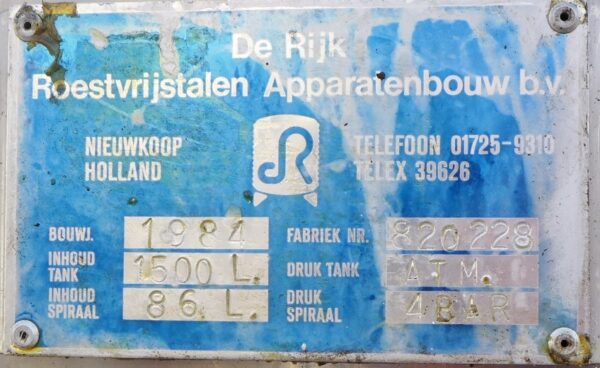 De Rijk
Roestvrijstalen Apparatenbouw b.v.
NIEUWKOOP
HOLLAND
R
TELEFOON 01725-9310
TELEX 39626
BOUWJ. 1984 FABRIEK NR. 820228
INHOUD TANK 1500 L. DRUK TANK ATM.
INHOUD SPIRAAL 86 L. DRUK SPIRAAL 4BAR